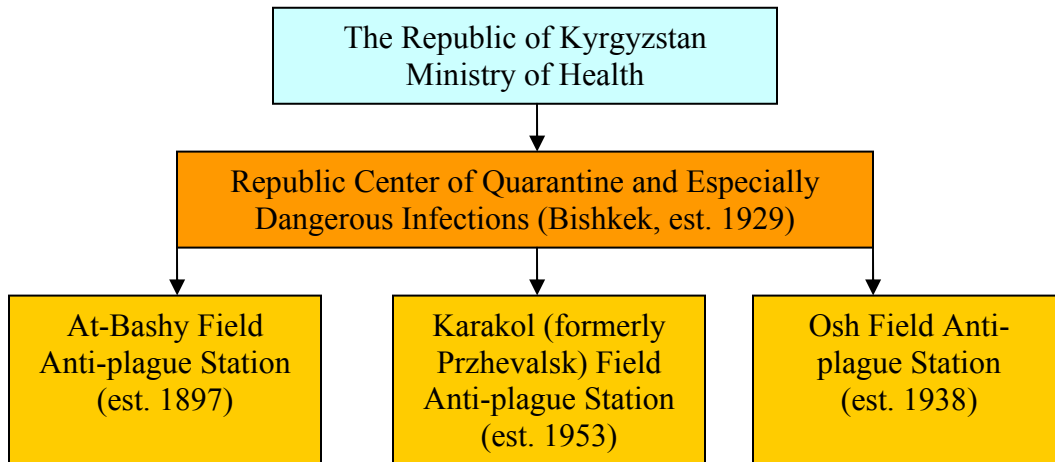 The Republic of Kyrgyzstan
Ministry of Health
Republic Center of Quarantine and Especially
Dangerous Infections (Bishkek, est. 1929)
At-Bashy Field
Anti-plague Station
(est. 1897)
Karakol (formerly
Przhevalsk) Field
Anti-plague Station
(est. 1953)
Osh Field Anti-
plague Station
(est. 1938)